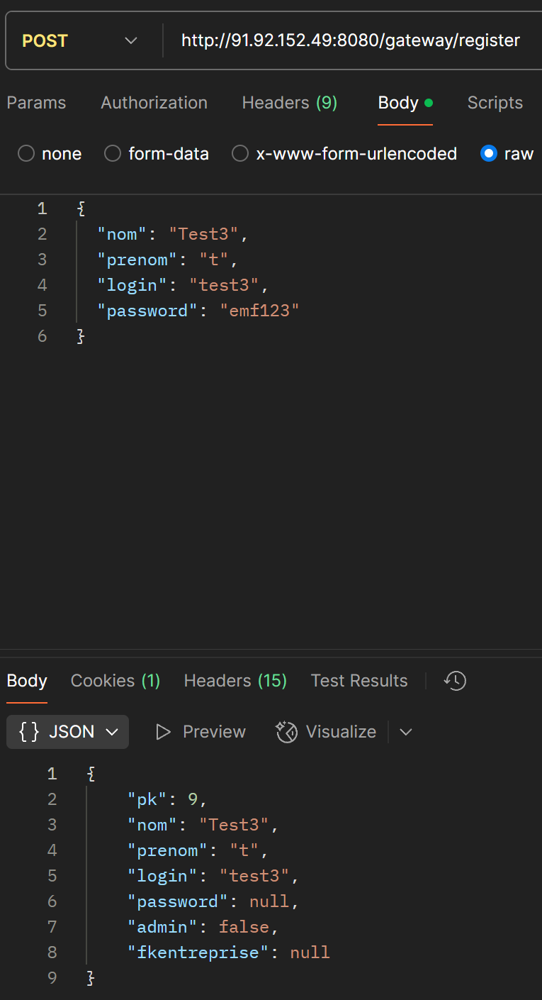 POST http://91.92.152.49:8080/gateway/register
Params Authorization Headers (9) Body Scripts
none form-data x-www-form-urlencoded raw
1 {
2 "nom": "Test3",
3 "prenom": "t",
4 "login": "test3",
5 "password": "emf123"
6 }
Body Cookies (1) Headers (15) Test Results
{ } JSON Preview Visualize
1 {
2 "pk": 9,
3 "nom": "Test3",
4 "prenom": "t",
5 "login": "test3",
6 "password": null,
7 "admin": false,
8 "fkentreprise": null
9 }